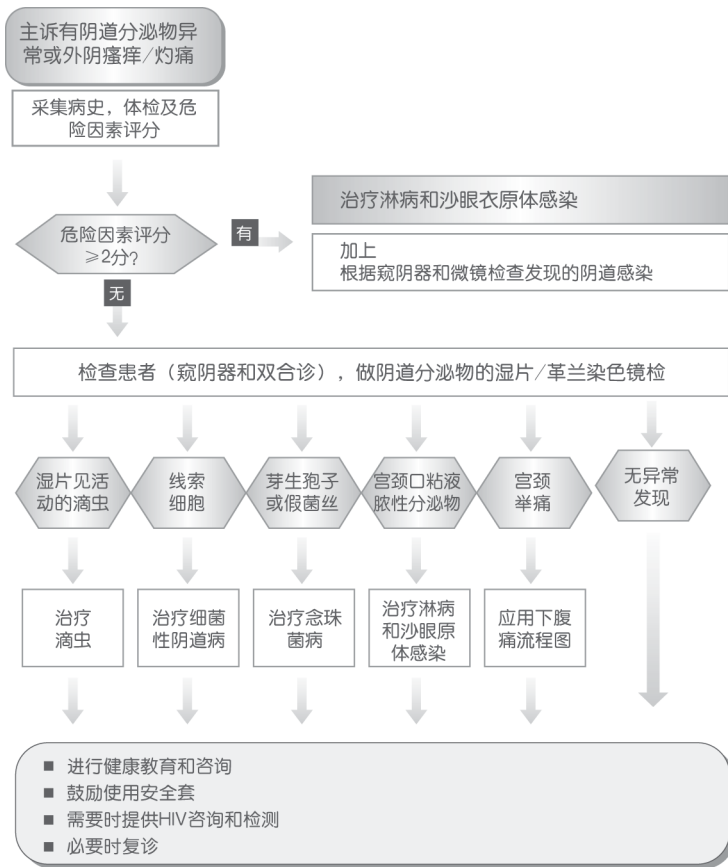 主诉有阴道分泌物异
常或外阴瘙痒/灼痛
采集病史，体检及危
险因素评分
危险因素评分
≥2分?
有
治疗淋病和沙眼衣原体感染
加上
根据窥阴器和微镜检查发现的阴道感染
无
检查患者（窥阴器和双合诊），做阴道分泌物的湿片/革兰染色镜检
湿片见活
动的滴虫
线索
细胞
芽生孢子
或假菌丝
宫颈口粘液
脓性分泌物
宫颈
举痛
无异常
发现
治疗
滴虫
治疗细菌
性阴道病
治疗念珠
菌病
治疗淋病
和沙眼原
体感染
应用下腹
痛流程图
■ 进行健康教育和咨询
■ 鼓励使用安全套
■ 需要时提供HIV咨询和检测
■ 必要时复诊